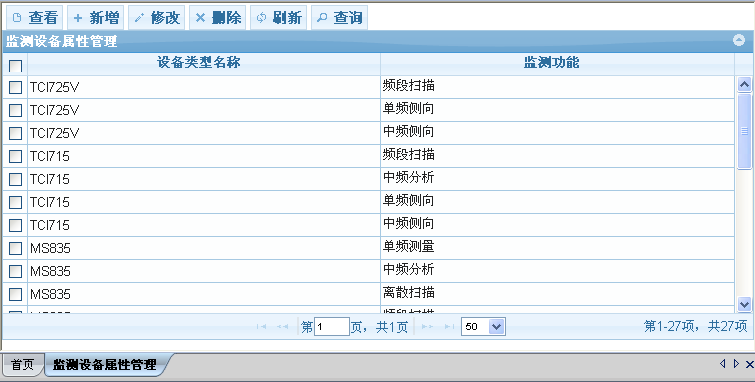 查看 新增 修改 删除 刷新 查询
监测设备属性管理
设备类型名称 监测功能
TCI725V 频段扫描
TCI725V 单频侧向
TCI725V 中频侧向
TCI715 频段扫描
TCI715 中频分析
TCI715 单频侧向
TCI715 中频侧向
MS835 单频测量
MS835 中频分析
MS835 离散扫描
第 1 页，共1页 50 第1-27项，共27项
首页 监测设备属性管理